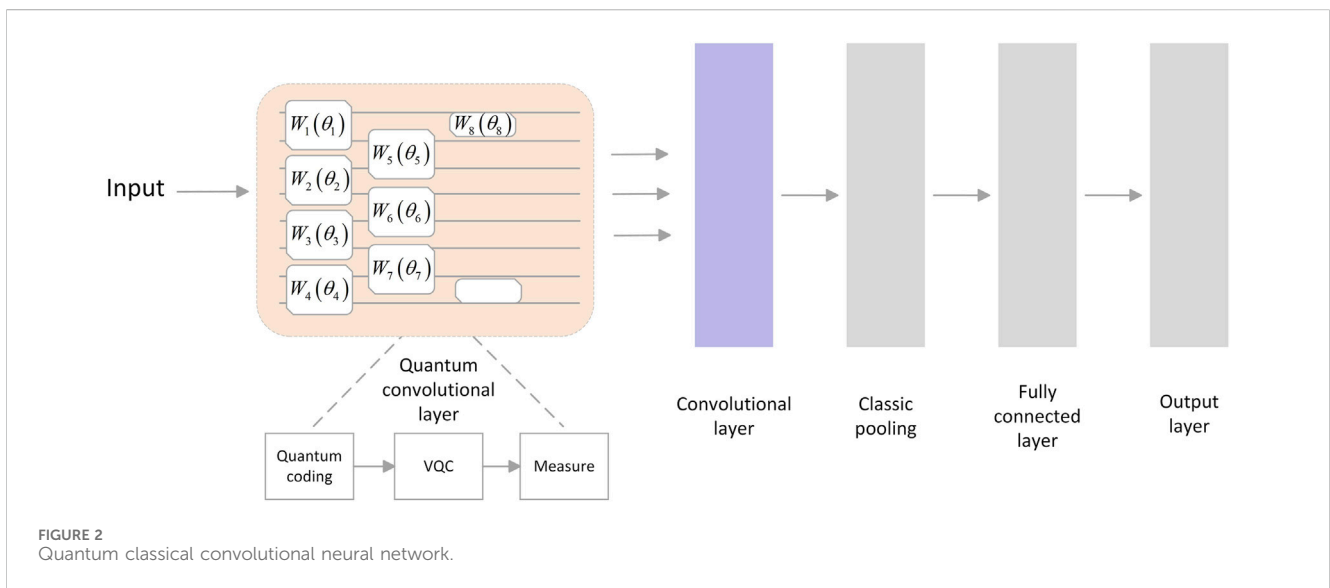 Input
W₁(θ₁)
W₂(θ₂)
W₃(θ₃)
W₄(θ₄)
W₅(θ₅)
W₆(θ₆)
W₇(θ₇)
W₈(θ₈)
Quantum
convolutional
layer
Quantum
coding
VQC
Measure
Convolutional
layer
Classic
pooling
Fully
connected
layer
Output
layer
FIGURE 2
Quantum classical convolutional neural network.